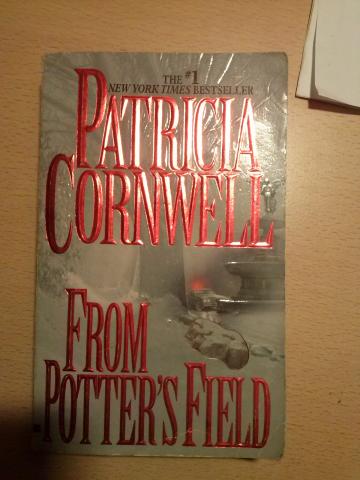 THE #1
NEW YORK TIMES BESTSELLER
PATRICIA
CORNWELL
FROM
POTTER'S FIELD